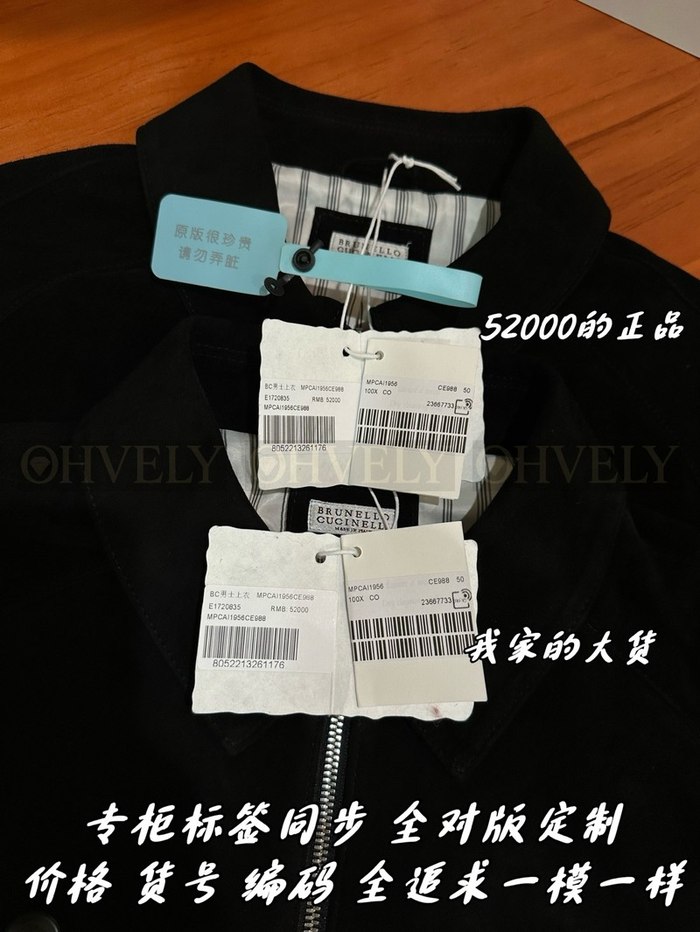 原版很珍贵
请勿弄脏
BRUNELLO
CUCINELLI
52000的正品
BC男士上衣 MPCAI1956CE988
E1720835 RMB 52000
MPCAI1956CE988
8052213261176
MPCAI1956 CE988 50
100X CO
23667733
OHVELY OHVELY OHVELY
BRUNELLO
CUCINELLI
MADE IN ITALY
BC男士上衣 MPCAI1956CE988
E1720835 RMB 52000
MPCAI1956CE988
8052213261176
MPCAI1956 CE988 50
100X CO
23667733
我家的大货
专柜标签同步 全对版定制
价格 货号 编码 全追求一模一样